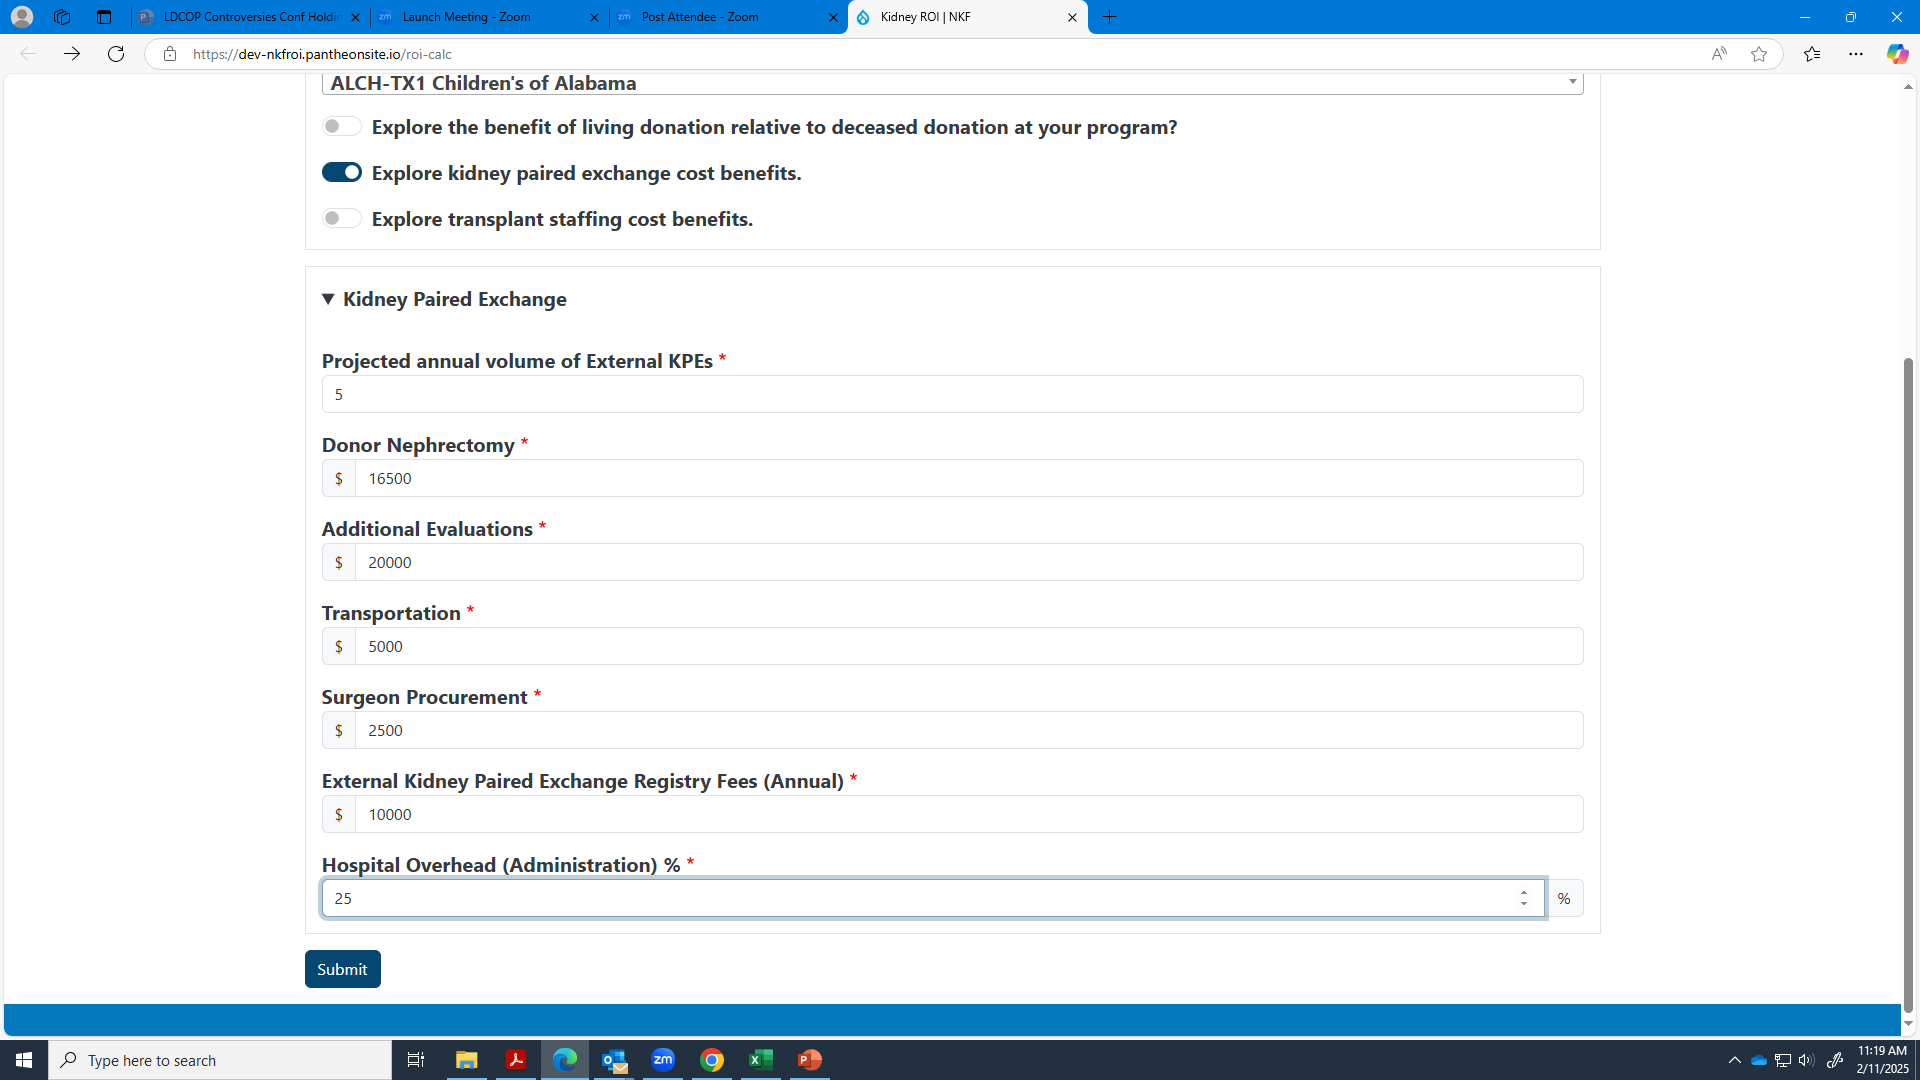 LDCOP Controversies Conf Holdin
Launch Meeting - Zoom
Post Attendee - Zoom
Kidney ROI | NKF
https://dev-nkfroi.pantheonsite.io/roi-calc
ALCH-TX1 Children's of Alabama
Explore the benefit of living donation relative to deceased donation at your program?
Explore kidney paired exchange cost benefits.
Explore transplant staffing cost benefits.
▼ Kidney Paired Exchange
Projected annual volume of External KPEs *
5
Donor Nephrectomy *
$ 16500
Additional Evaluations *
$ 20000
Transportation *
$ 5000
Surgeon Procurement *
$ 2500
External Kidney Paired Exchange Registry Fees (Annual) *
$ 10000
Hospital Overhead (Administration) % *
25 %
Submit
Type here to search
11:19 AM
2/11/2025